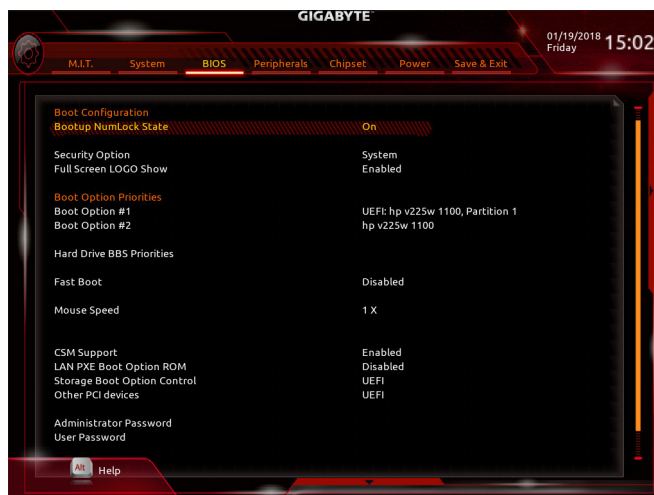 GIGABYTE™
01/19/2018 Friday 15:02
M.I.T. System BIOS Peripherals Chipset Power Save & Exit
Boot Configuration
Bootup NumLock State On
Security Option System
Full Screen LOGO Show Enabled
Boot Option Priorities
Boot Option #1 UEFI: hp v225w 1100, Partition 1
Boot Option #2 hp v225w 1100
Hard Drive BBS Priorities
Fast Boot Disabled
Mouse Speed 1 X
CSM Support Enabled
LAN PXE Boot Option ROM Disabled
Storage Boot Option Control UEFI
Other PCI devices UEFI
Administrator Password
User Password
Alt Help